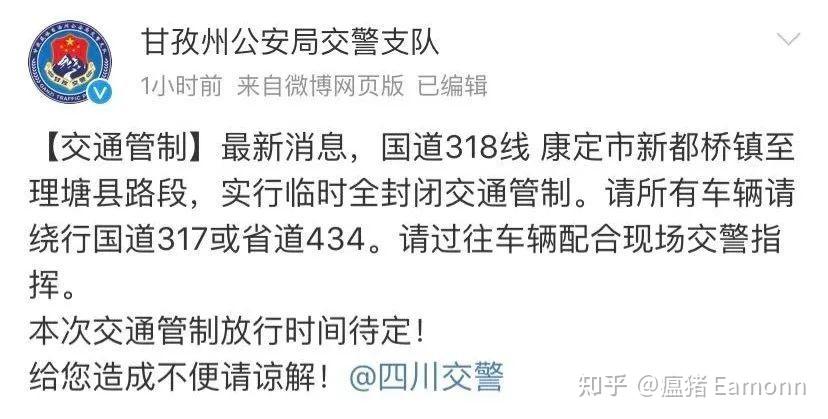 甘孜州公安局交警支队
1小时前 来自微博网页版 已编辑
【交通管制】最新消息，国道318线 康定市新都桥镇至
理塘县路段，实行临时全封闭交通管制。请所有车辆请
绕行国道317或省道434。请过往车辆配合现场交警指
挥。
本次交通管制放行时间待定！
给您造成不便请谅解！@四川交警
知乎 @瘟猪 Eamonn